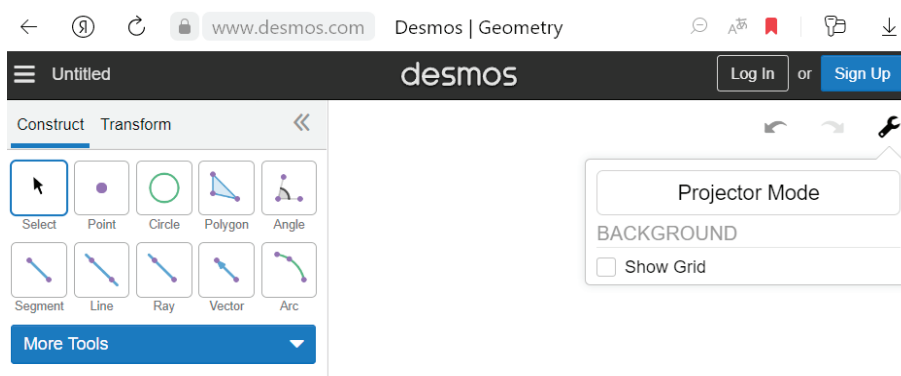 Я www.desmos.com Desmos | Geometry A あ
Untitled desmos Log In or Sign Up
Construct Transform
Projector Mode
Select Point Circle Polygon Angle
BACKGROUND
Show Grid
Segment Line Ray Vector Arc
More Tools